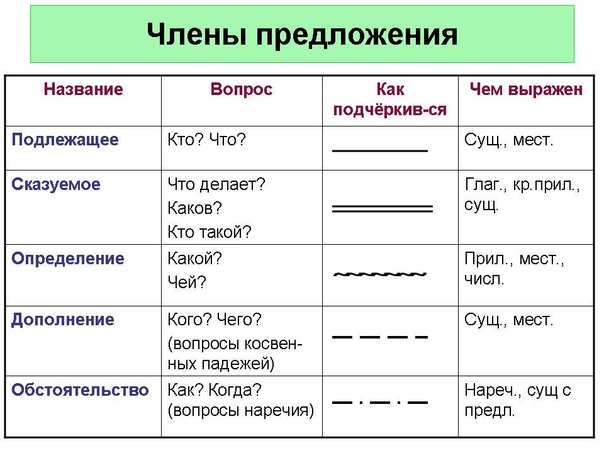 Члены предложения
Название Вопрос Как подчёркив-ся Чем выражен
Подлежащее Кто? Что? Сущ., мест.
Сказуемое Что делает? Глаг., кр.прил.,
Каков? сущ.
Кто такой?
Определение Какой? Прил., мест.,
Чей? числ.
Дополнение Кого? Чего? Сущ., мест.
(вопросы косвен-
ных падежей)
Обстоятельство Как? Когда? Нареч., сущ с
(вопросы наречия) предл.